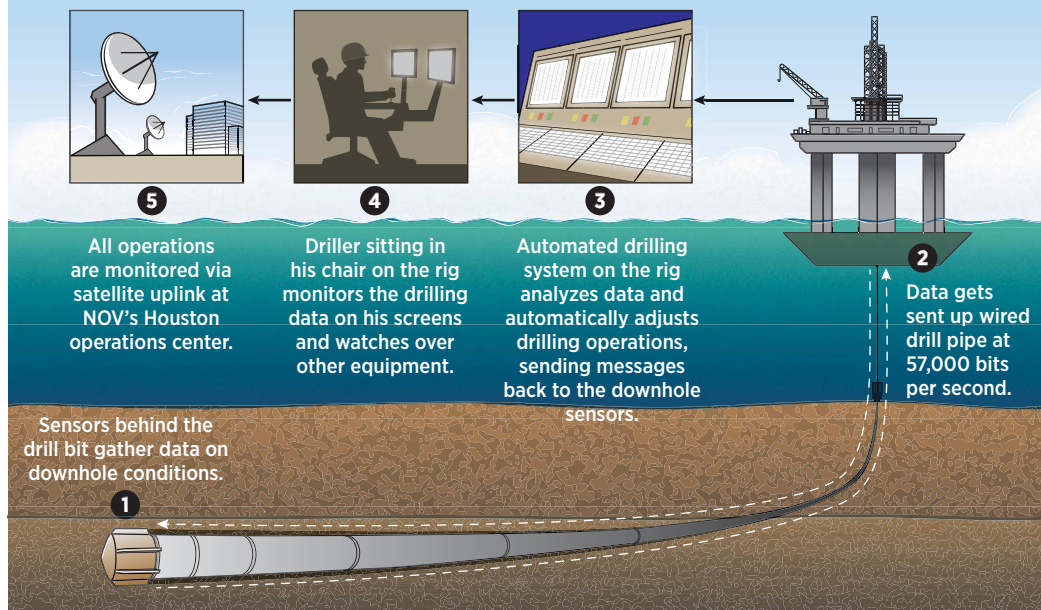 1
Sensors behind the
drill bit gather data on
downhole conditions.
2
Data gets
sent up wired
drill pipe at
57,000 bits
per second.
3
Automated drilling
system on the rig
analyzes data and
automatically adjusts
drilling operations,
sending messages
back to the downhole
sensors.
4
Driller sitting in
his chair on the rig
monitors the drilling
data on his screens
and watches over
other equipment.
5
All operations
are monitored via
satellite uplink at
NOV's Houston
operations center.